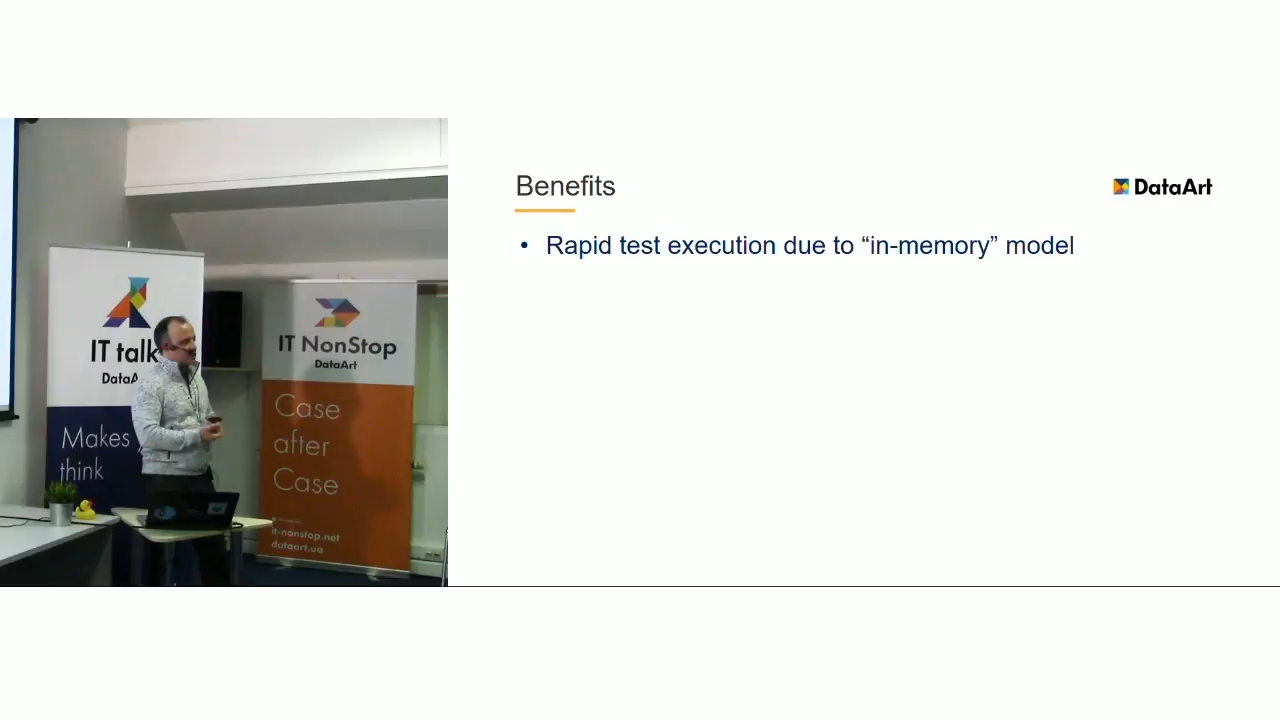 IT talk
DataA
Makes
think
IT NonStop
DataArt
Case
after
Case
it-nonstop.net
dataart.ua
Benefits
DataArt
• Rapid test execution due to “in-memory” model